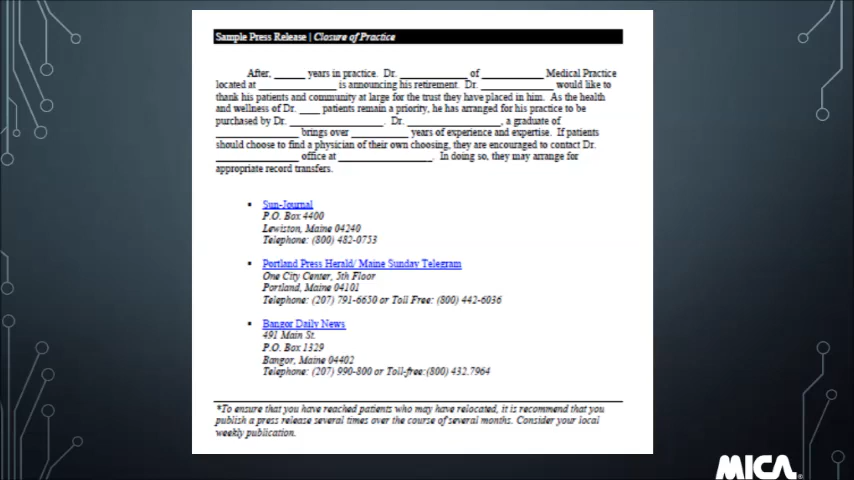 Sample Press Release | Closure of Practice
After, ______ years in practice. Dr. ______________ of _____________ Medical Practice
located at ________________ is announcing his retirement. Dr. _______________ would like to
thank his patients and community at large for the trust they have placed in him. As the health
and wellness of Dr. ____ patients remain a priority, he has arranged for his practice to be
purchased by Dr. ___________________. Dr. ___________________, a graduate of
_________________ brings over ____________ years of experience and expertise. If patients
should choose to find a physician of their own choosing, they are encouraged to contact Dr.
_________________ office at ___________________. In doing so, they may arrange for
appropriate record transfers.
▪ Sun-Journal
P.O. Box 4400
Lewiston, Maine 04240
Telephone: (800) 482-0753
▪ Portland Press Herald/ Maine Sunday Telegram
One City Center, 5th Floor
Portland, Maine 04101
Telephone: (207) 791-6650 or Toll Free: (800) 442-6036
▪ Bangor Daily News
491 Main St.
P.O. Box 1329
Bangor, Maine 04402
Telephone: (207) 990-800 or Toll-free:(800) 432.7964
*To ensure that you have reached patients who may have relocated, it is recommend that you
publish a press release several times over the course of several months. Consider your local
weekly publication.
MICA®